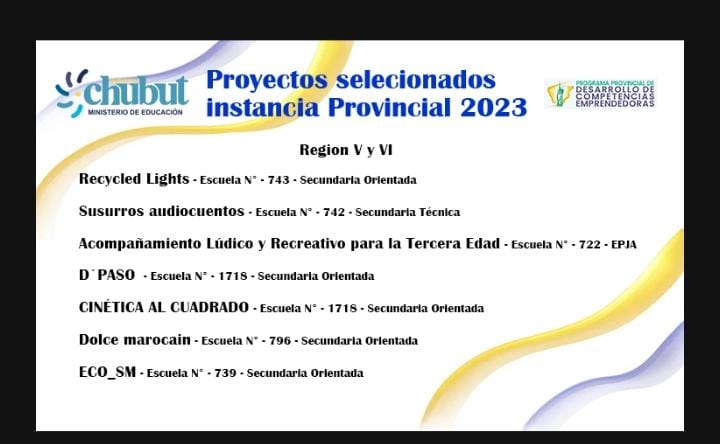 chubut
MINISTERIO DE EDUCACIÓN
Proyectos selecionados
instancia Provincial 2023
PROGRAMA PROVINCIAL DE
DESARROLLO DE
COMPETENCIAS
EMPRENDEDORAS
Region V y VI
Recycled Lights - Escuela N° - 743 - Secundaria Orientada
Susurros audiocuentos - Escuela N° - 742 - Secundaria Técnica
Acompañamiento Lúdico y Recreativo para la Tercera Edad - Escuela N° - 722 - EPJA
D´PASO - Escuela N° - 1718 - Secundaria Orientada
CINÉTICA AL CUADRADO - Escuela N° - 1718 - Secundaria Orientada
Dolce marocain - Escuela N° - 796 - Secundaria Orientada
ECO_SM - Escuela N° - 739 - Secundaria Orientada